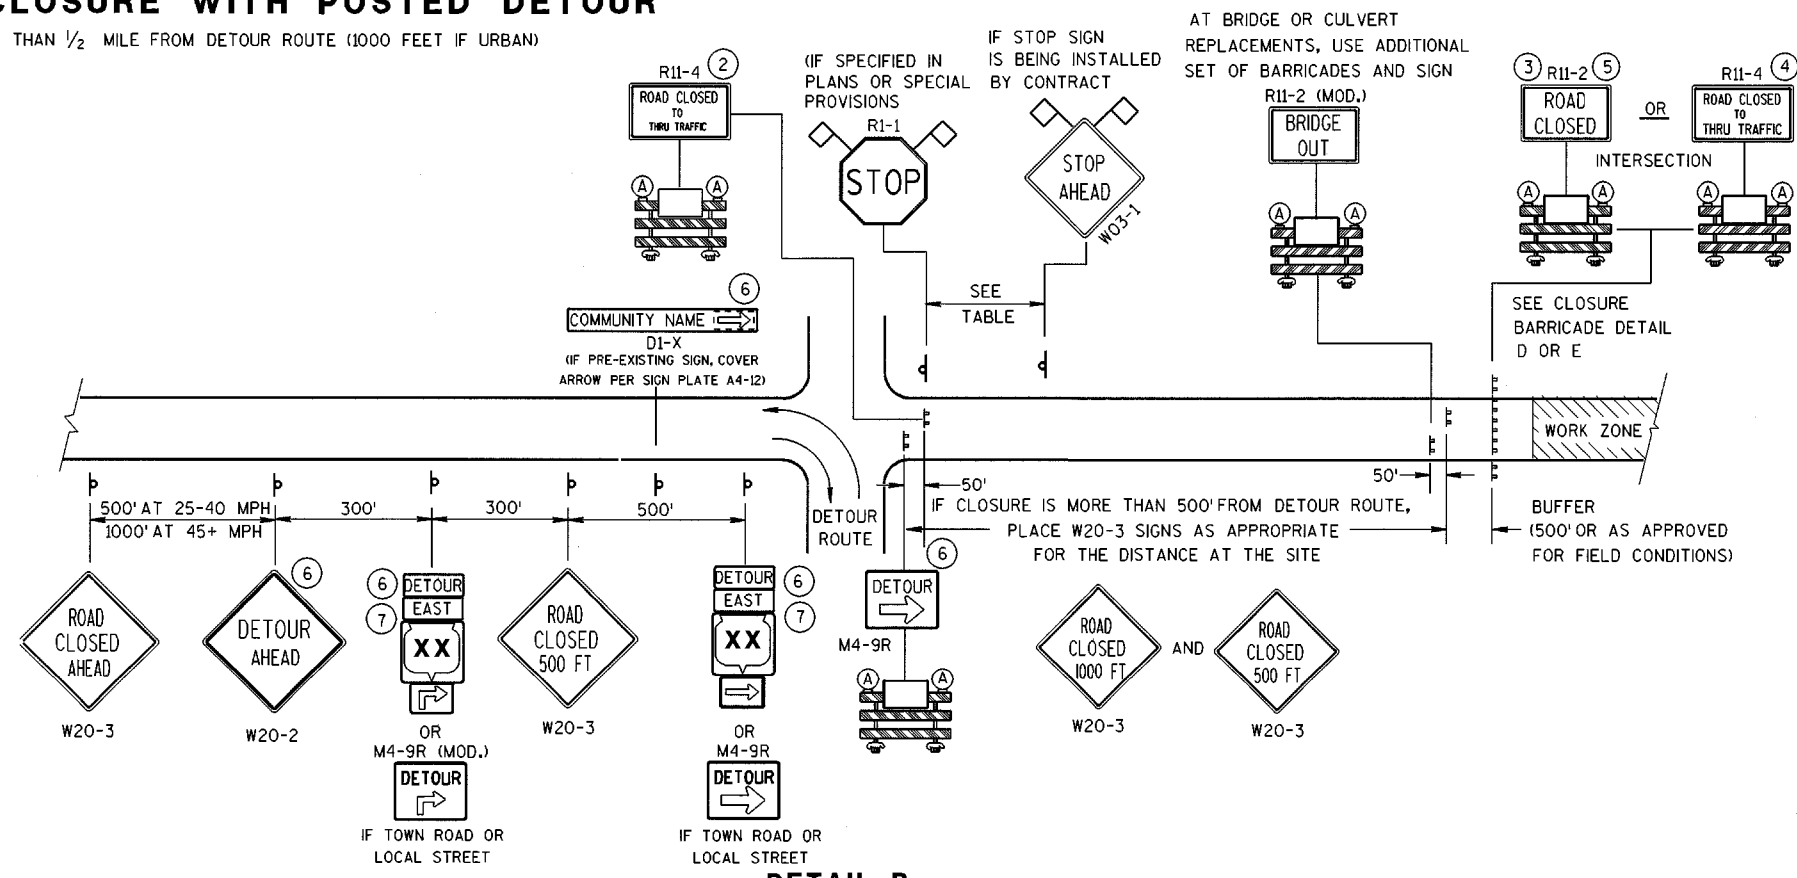 CLOSURE WITH POSTED DETOUR
THAN 1/2 MILE FROM DETOUR ROUTE (1000 FEET IF URBAN)
R11-4 2
ROAD CLOSED
TO
THRU TRAFFIC
A A
(IF SPECIFIED IN
PLANS OR SPECIAL
PROVISIONS
R1-1
STOP
IF STOP SIGN
IS BEING INSTALLED
BY CONTRACT
STOP
AHEAD
W03-1
AT BRIDGE OR CULVERT
REPLACEMENTS, USE ADDITIONAL
SET OF BARRICADES AND SIGN
R11-2 (MOD.)
BRIDGE
OUT
A A
3 R11-2 5
ROAD
CLOSED
OR
R11-4 4
ROAD CLOSED
TO
THRU TRAFFIC
INTERSECTION
A A
A A
SEE
TABLE
SEE CLOSURE
BARRICADE DETAIL
D OR E
6
COMMUNITY NAME
D1-X
(IF PRE-EXISTING SIGN, COVER
ARROW PER SIGN PLATE A4-12)
WORK ZONE
500' AT 25-40 MPH
1000' AT 45+ MPH
300'
300'
500'
DETOUR
ROUTE
50'
50'
IF CLOSURE IS MORE THAN 500' FROM DETOUR ROUTE,
PLACE W20-3 SIGNS AS APPROPRIATE
FOR THE DISTANCE AT THE SITE
BUFFER
(500' OR AS APPROVED
FOR FIELD CONDITIONS)
ROAD
CLOSED
AHEAD
W20-3
6
DETOUR
AHEAD
W20-2
6
7
DETOUR
EAST
XX
OR
M4-9R (MOD.)
DETOUR
IF TOWN ROAD OR
LOCAL STREET
ROAD
CLOSED
500 FT
W20-3
DETOUR
EAST
XX
6
7
OR
M4-9R
DETOUR
IF TOWN ROAD OR
LOCAL STREET
6
DETOUR
M4-9R
A A
ROAD
CLOSED
1000 FT
W20-3
AND
ROAD
CLOSED
500 FT
W20-3
DETAIL B